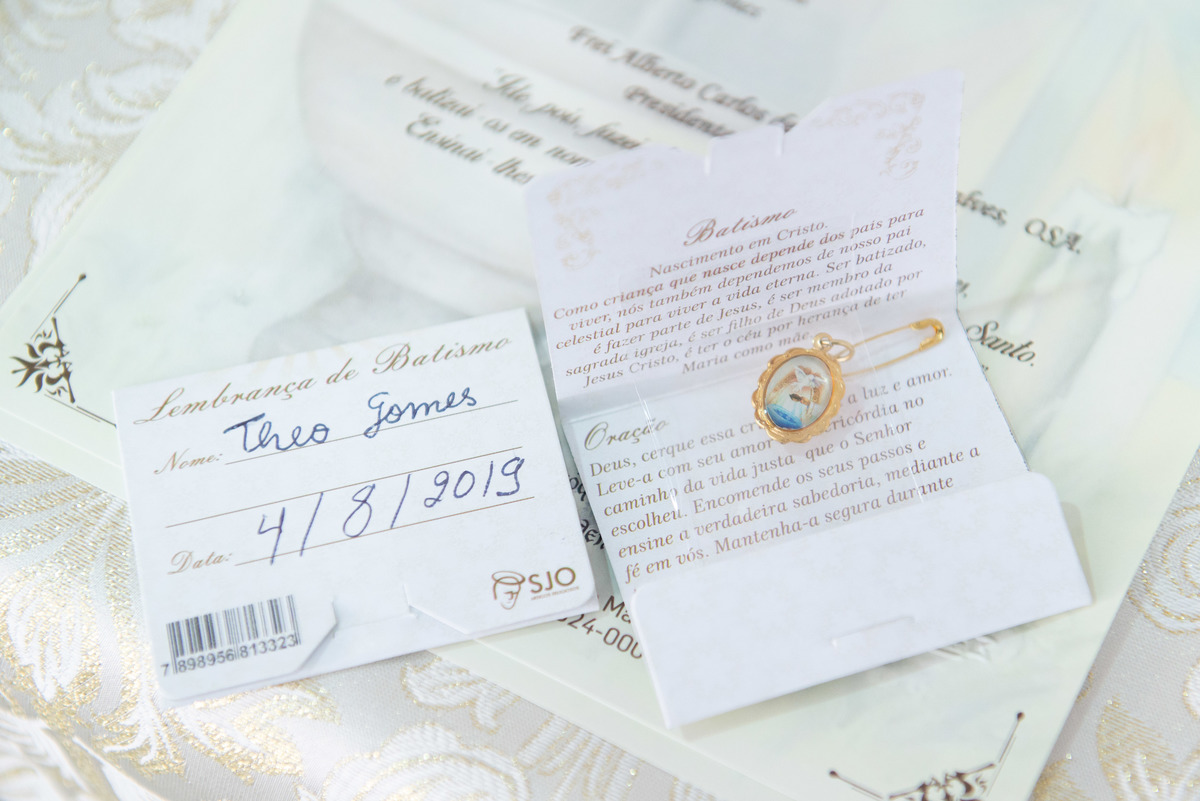 Frei Alberto Carlos
presidente
"Ide, pois, fazei
e batizai-os em nom
Ensinai-lhes
alves, OSA.
Santo.
Lembrança de Batismo
Nome: Theo Gomes
Data: 4/8/2019
SJO
7 898956 813323
Batismo
Nascimento em Cristo.
Como criança que nasce depende dos pais para
viver, nós também dependemos de nosso pai
celestial para viver a vida eterna. Ser batizado,
é fazer parte de Jesus, é ser membro da
sagrada igreja, é ser filho de Deus adotado por
Jesus Cristo, é ter o céu por herança de ter
Maria como mãe
Oração
Deus, cerque essa cr a luz e amor.
Leve-a com seu amor ericórdia no
caminho da vida justa que o Senhor
escolheu. Encomende os seus passos e
ensine a verdadeira sabedoria, mediante a
fé em vós. Mantenha-a segura durante
Ma
024-000